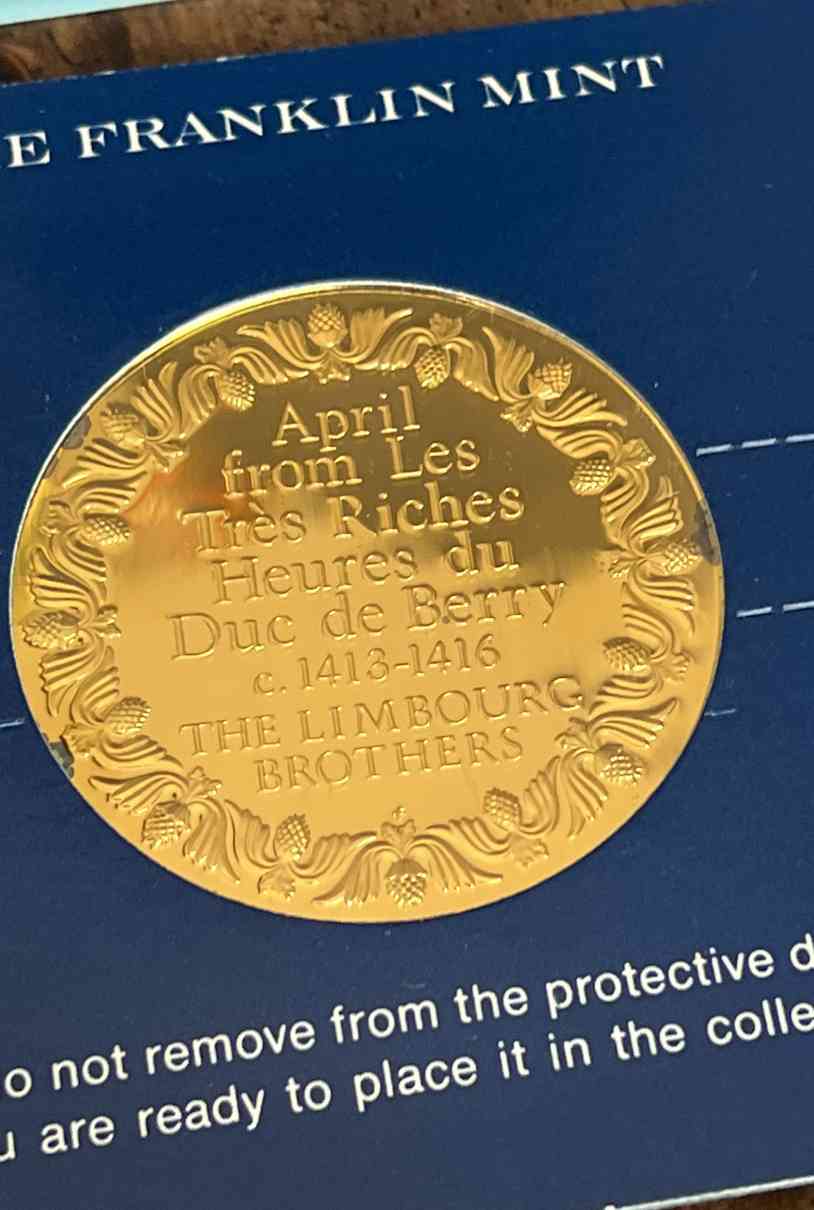 E FRANKLIN MINT
April
from Les
Très Riches
Heures du
Duc de Berry
c. 1413-1416
THE LIMBOURG
BROTHERS
o not remove from the protective d
u are ready to place it in the colle